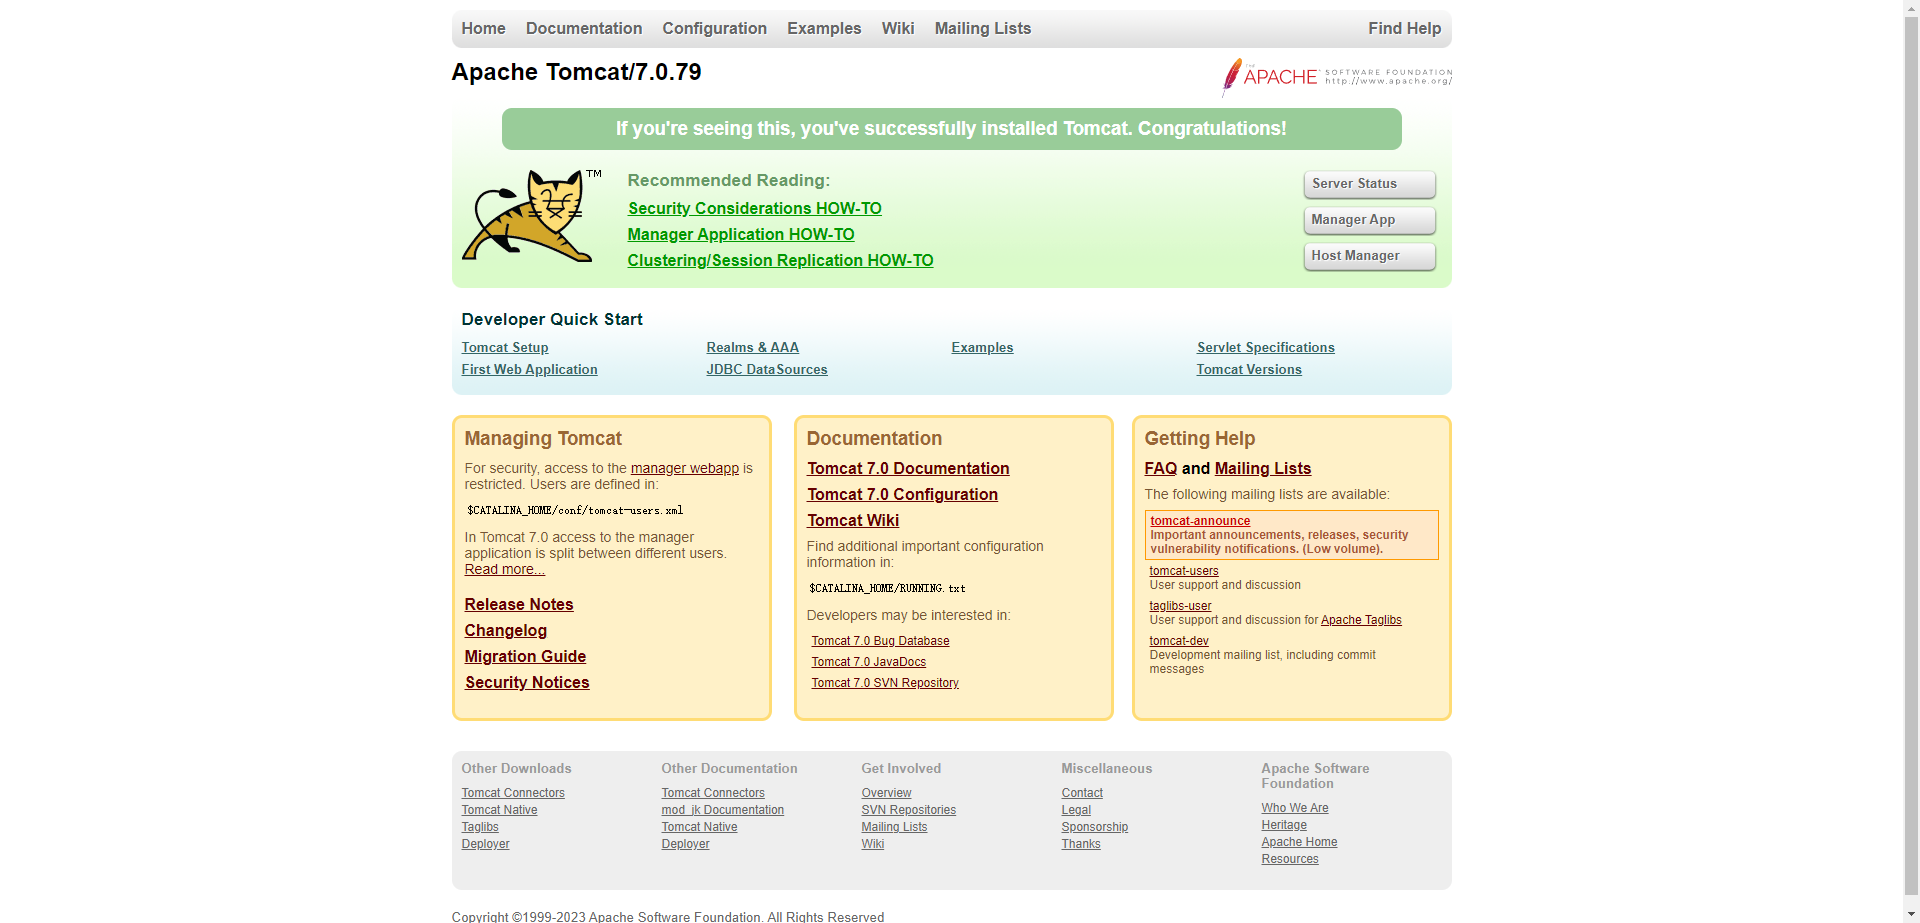 Home Documentation Configuration Examples Wiki Mailing Lists Find Help
Apache Tomcat/7.0.79
THE
APACHE SOFTWARE FOUNDATION
http://www.apache.org/
If you're seeing this, you've successfully installed Tomcat. Congratulations!
TM
Recommended Reading:
Security Considerations HOW-TO
Manager Application HOW-TO
Clustering/Session Replication HOW-TO
Server Status
Manager App
Host Manager
Developer Quick Start
Tomcat Setup
First Web Application
Realms & AAA
JDBC DataSources
Examples
Servlet Specifications
Tomcat Versions
Managing Tomcat
For security, access to the manager webapp is
restricted. Users are defined in:
$CATALINA_HOME/conf/tomcat-users.xml
In Tomcat 7.0 access to the manager
application is split between different users.
Read more...
Release Notes
Changelog
Migration Guide
Security Notices
Documentation
Tomcat 7.0 Documentation
Tomcat 7.0 Configuration
Tomcat Wiki
Find additional important configuration
information in:
$CATALINA_HOME/RUNNING.txt
Developers may be interested in:
Tomcat 7.0 Bug Database
Tomcat 7.0 JavaDocs
Tomcat 7.0 SVN Repository
Getting Help
FAQ and Mailing Lists
The following mailing lists are available:
tomcat-announce
Important announcements, releases, security
vulnerability notifications. (Low volume).
tomcat-users
User support and discussion
taglibs-user
User support and discussion for Apache Taglibs
tomcat-dev
Development mailing list, including commit
messages
Other Downloads
Tomcat Connectors
Tomcat Native
Taglibs
Deployer
Other Documentation
Tomcat Connectors
mod_jk Documentation
Tomcat Native
Deployer
Get Involved
Overview
SVN Repositories
Mailing Lists
Wiki
Miscellaneous
Contact
Legal
Sponsorship
Thanks
Apache Software
Foundation
Who We Are
Heritage
Apache Home
Resources
Copyright ©1999-2023 Apache Software Foundation. All Rights Reserved